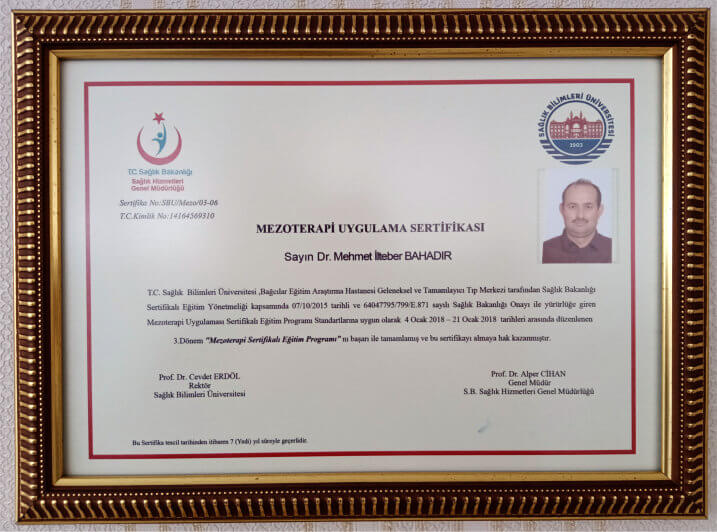 T.C. Sağlık Bakanlığı
Sağlık Hizmetleri
Genel Müdürlüğü
SAĞLIK BİLİMLERİ ÜNİVERSİTESİ
1903
Sertifika No:SBU/Mezo/03-06
T.C.Kimlik No:14164569310
MEZOTERAPİ UYGULAMA SERTİFİKASI
Sayın Dr. Mehmet İlteber BAHADIR
T.C. Sağlık Bilimleri Üniversitesi ,Bağcılar Eğitim Araştırma Hastanesi Geleneksel ve Tamamlayıcı Tıp Merkezi tarafından Sağlık Bakanlığı
Sertifikalı Eğitim Yönetmeliği kapsamında 07/10/2015 tarihli ve 64047795/799/E.871 sayılı Sağlık Bakanlığı Onayı ile yürürlüğe giren
Mezoterapi Uygulaması Sertifikalı Eğitim Programı Standartlarına uygun olarak 4 Ocak 2018 – 21 Ocak 2018 tarihleri arasında düzenlenen
3.Dönem "Mezoterapi Sertifikalı Eğitim Programı" nı başarı ile tamamlamış ve bu sertifikayı almaya hak kazanmıştır.
Prof. Dr. Cevdet ERDÖL
Rektör
Sağlık Bilimleri Üniversitesi
Prof. Dr. Alper CİHAN
Genel Müdür
S.B. Sağlık Hizmetleri Genel Müdürlüğü
Bu Sertifika tescil tarihinden itibaren 7 (Yedi) yıl süreyle geçerlidir.